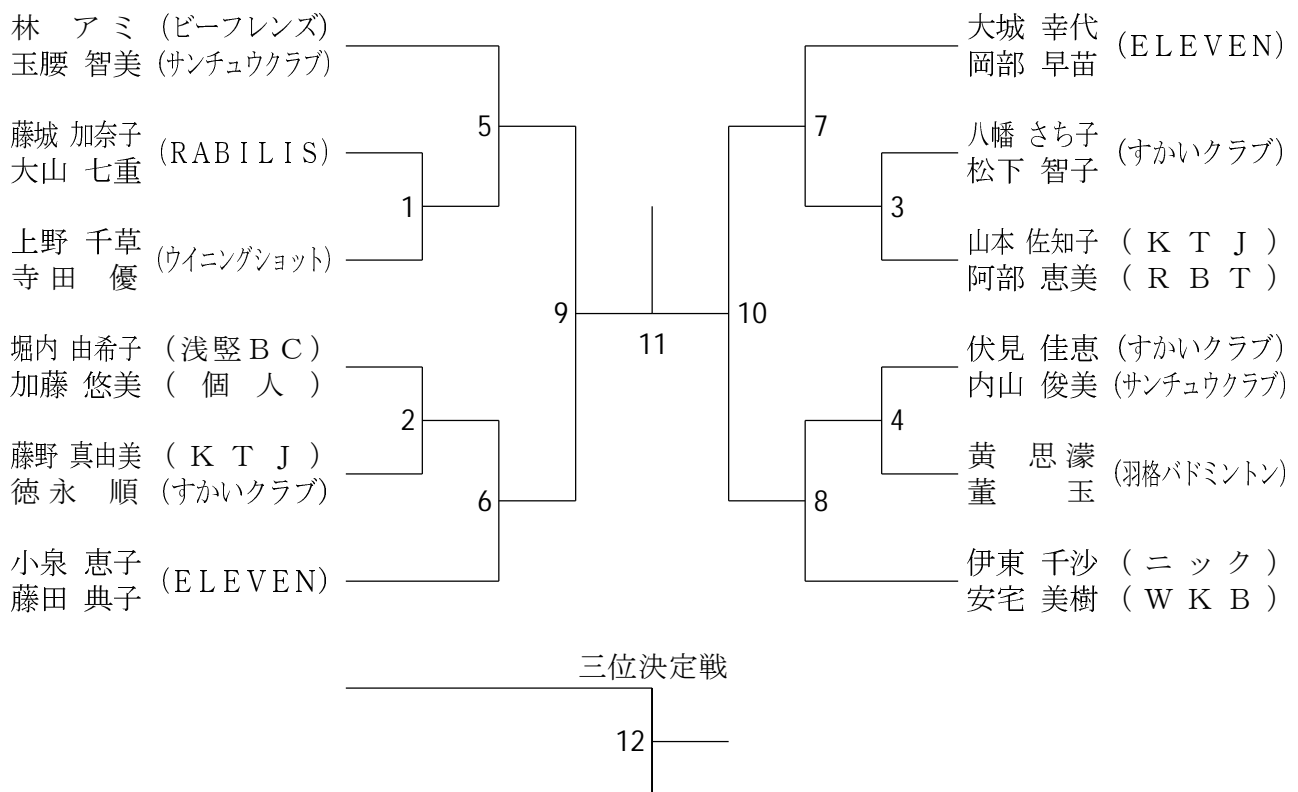 林 アミ (ビーフレンズ)
玉腰 智美 (サンチュウクラブ)
藤城 加奈子
大山 七重
(RABILIS)
上野 千草
寺田 優
(ウイニングショット)
堀内 由希子 (浅竪BC)
加藤 悠美 (個人)
藤野 真由美 (KTJ)
徳永 順 (すかいクラブ)
小泉 恵子
藤田 典子
(ELEVEN)
5
1
9
2
6
11
大城 幸代
岡部 早苗
(ELEVEN)
八幡 さち子
松下 智子
(すかいクラブ)
山本 佐知子 (KTJ)
阿部 恵美 (RBT)
伏見 佳恵 (すかいクラブ)
内山 俊美 (サンチュウクラブ)
黄 思濛
董 玉
(羽格バドミントン)
伊東 千沙 (ニック)
安宅 美樹 (WKB)
7
3
10
4
8
三位決定戦
12